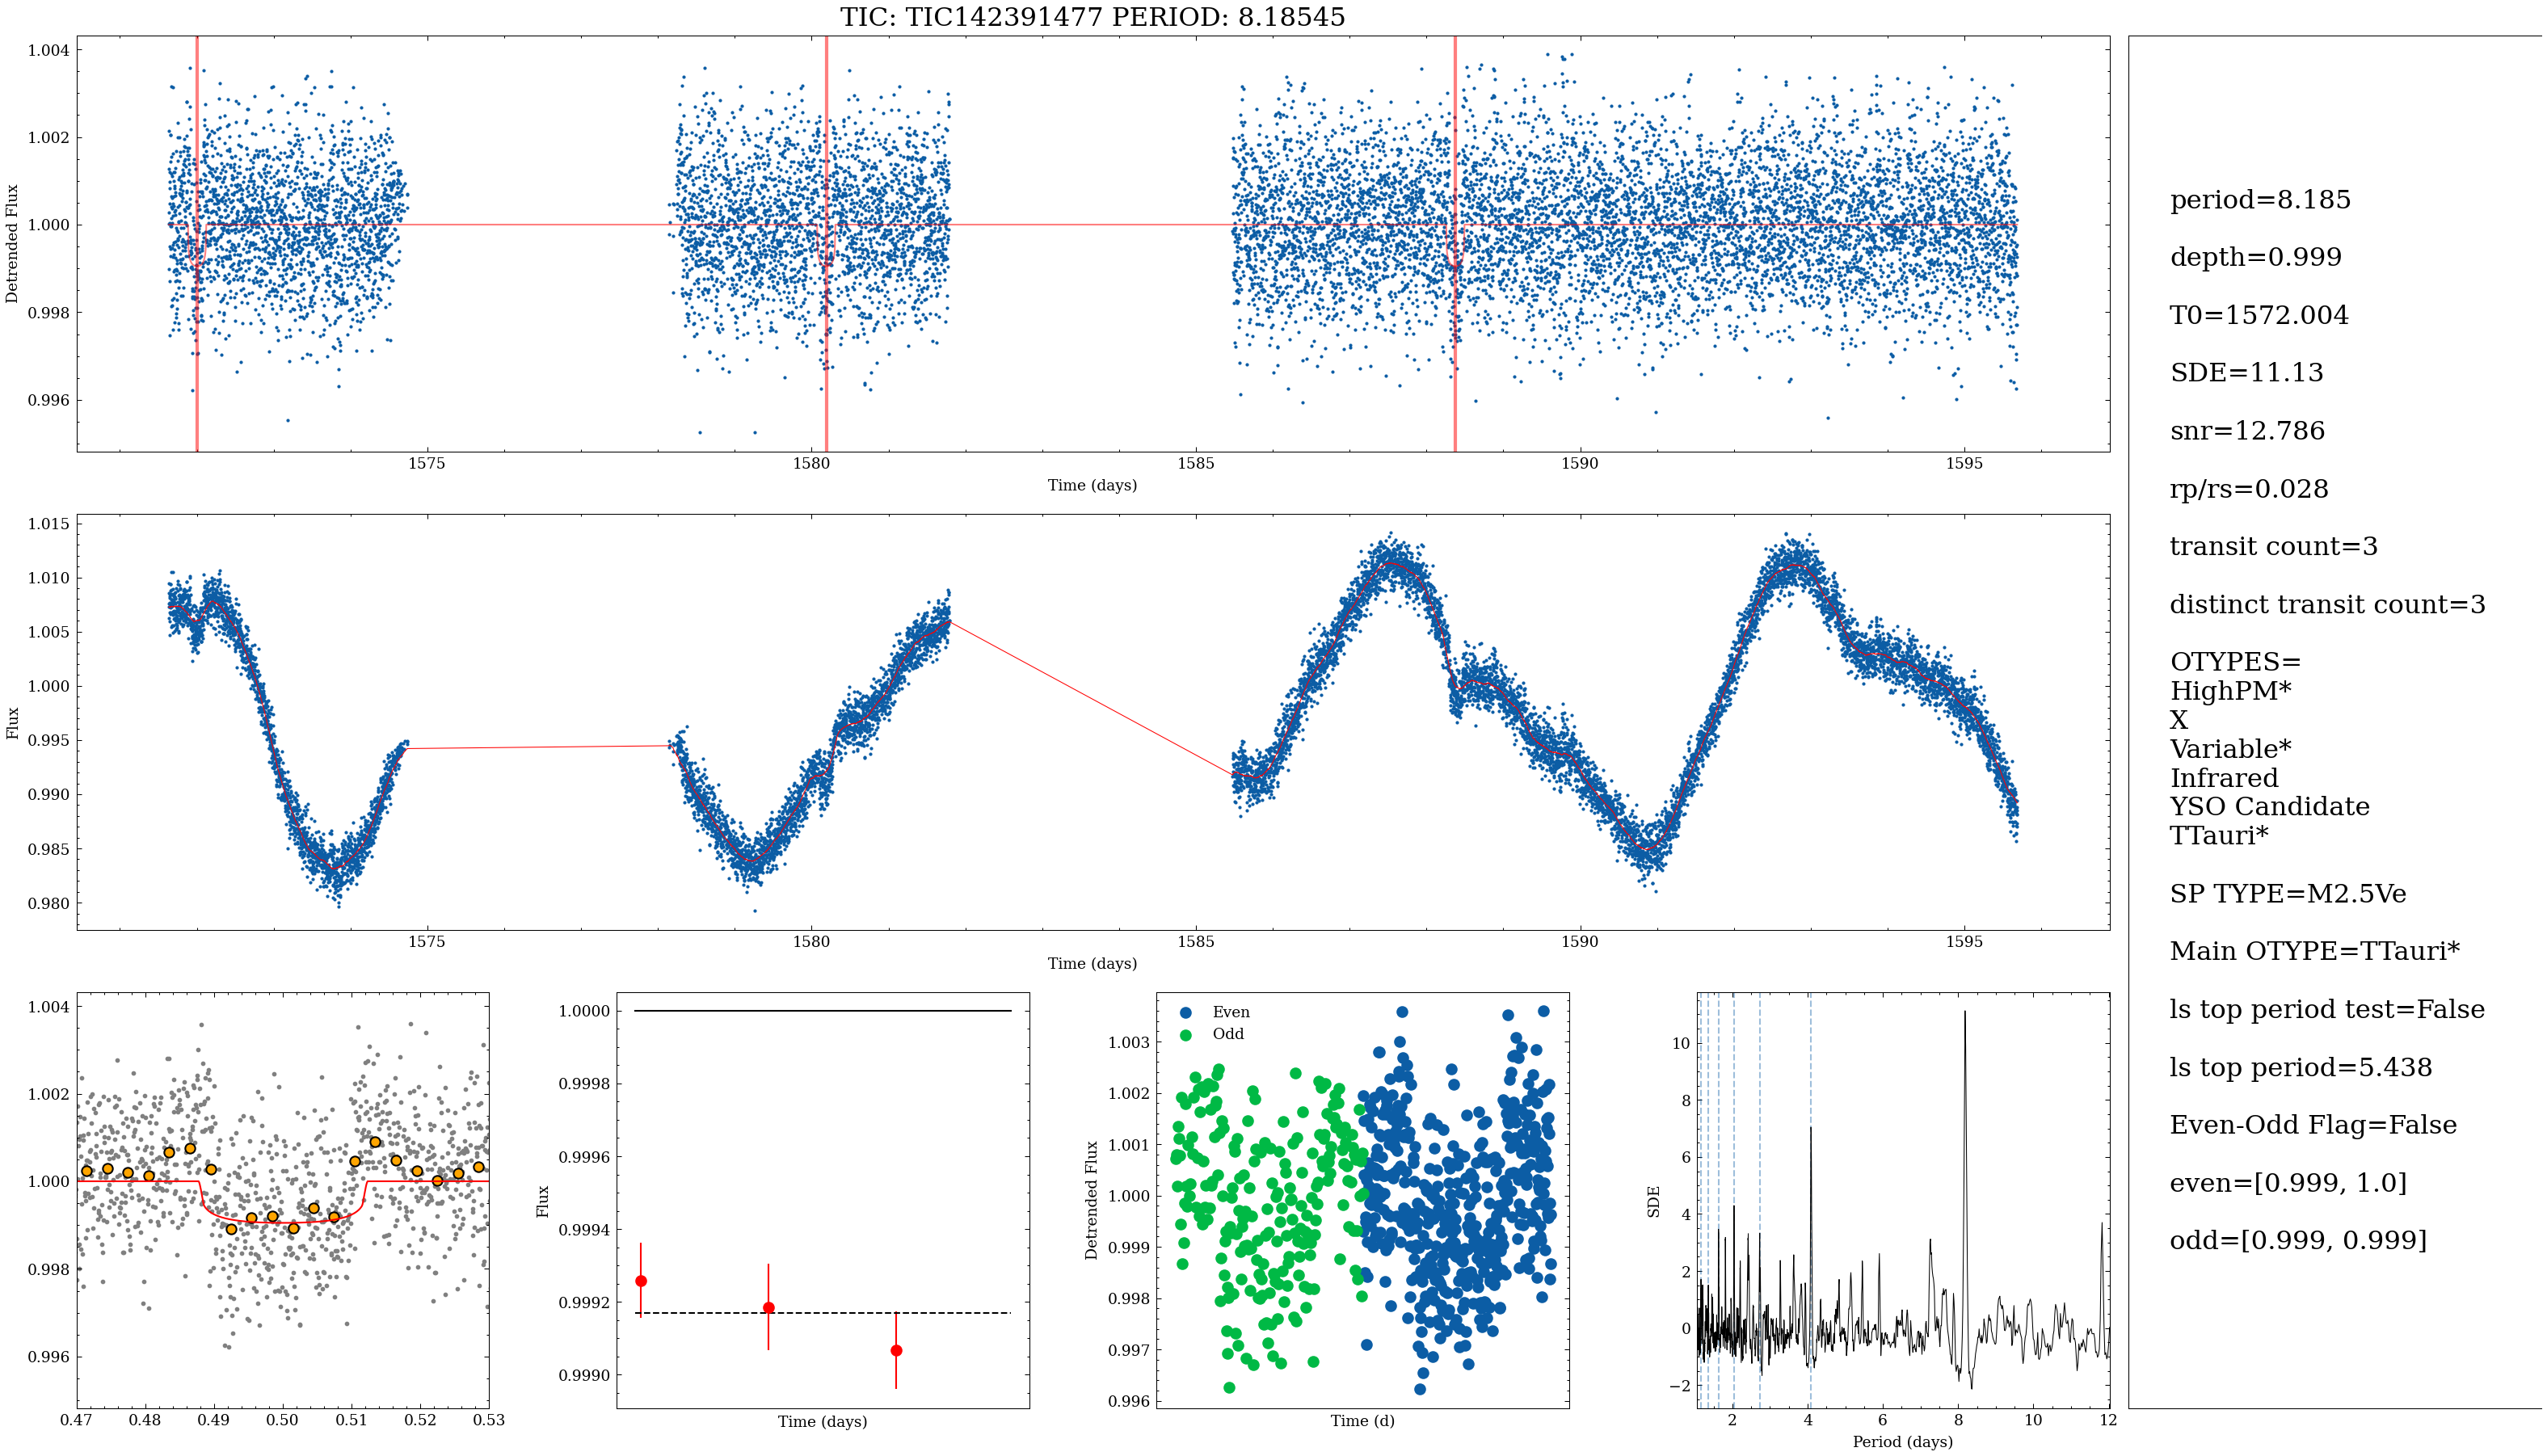 TIC: TIC142391477 PERIOD: 8.18545
1.004
1.002
1.000
0.998
0.996
Detrended Flux
1575
1580
1585
1590
1595
Time (days)
1.015
1.010
1.005
1.000
0.995
0.990
0.985
0.980
Flux
1575
1580
1585
1590
1595
Time (days)
1.004
1.002
1.000
0.998
0.996
0.47
0.48
0.49
0.50
0.51
0.52
0.53
1.0000
0.9998
0.9996
0.9994
0.9992
0.9990
Flux
Time (days)
Even
Odd
1.003
1.002
1.001
1.000
0.999
0.998
0.997
0.996
Detrended Flux
Time (d)
10
8
6
4
2
0
−2
SDE
2
4
6
8
10
12
Period (days)
period=8.185
depth=0.999
T0=1572.004
SDE=11.13
snr=12.786
rp/rs=0.028
transit count=3
distinct transit count=3
OTYPES=
HighPM*
X
Variable*
Infrared
YSO Candidate
TTauri*
SP TYPE=M2.5Ve
Main OTYPE=TTauri*
ls top period test=False
ls top period=5.438
Even-Odd Flag=False
even=[0.999, 1.0]
odd=[0.999, 0.999]